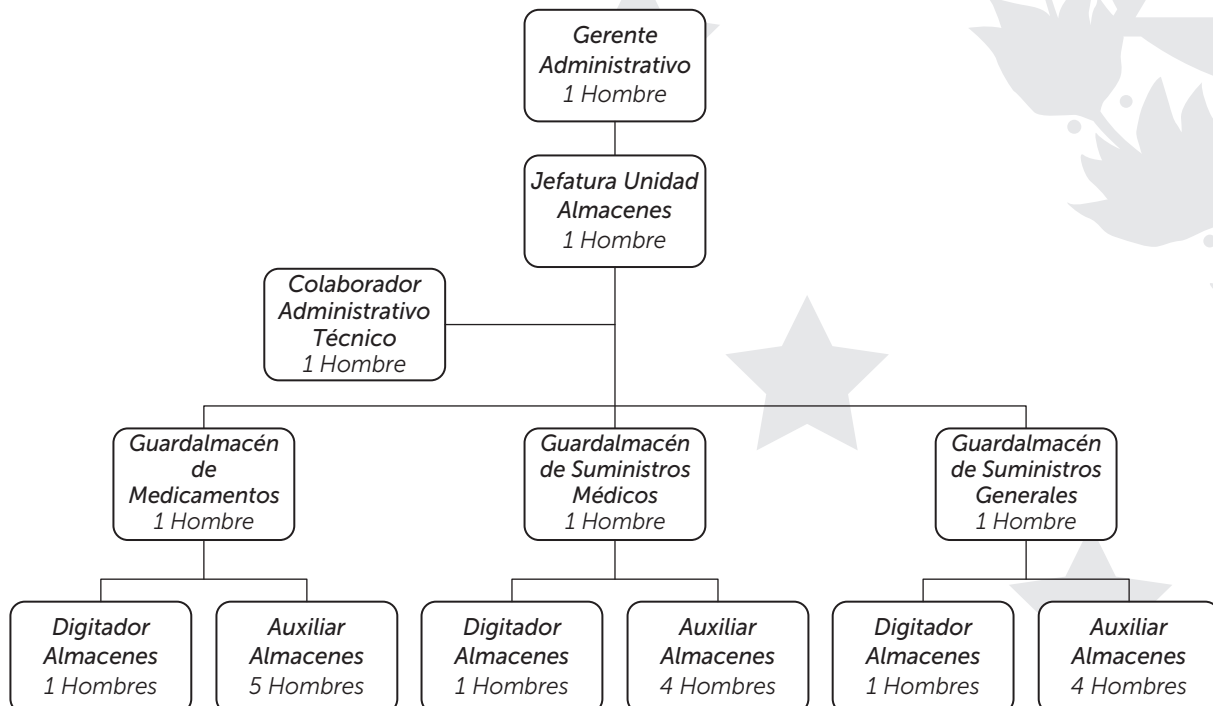 Gerente
Administrativo
1 Hombre
Jefatura Unidad
Almacenes
1 Hombre
Colaborador
Administrativo
Técnico
1 Hombre
Guardalmacén
de
Medicamentos
1 Hombre
Guardalmacén
de Suministros
Médicos
1 Hombre
Guardalmacén
de Suministros
Generales
1 Hombre
Digitador
Almacenes
1 Hombres
Auxiliar
Almacenes
5 Hombres
Digitador
Almacenes
1 Hombres
Auxiliar
Almacenes
4 Hombres
Digitador
Almacenes
1 Hombres
Auxiliar
Almacenes
4 Hombres